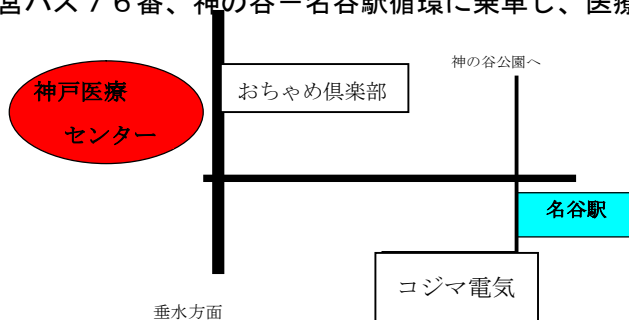 宮バス７６番、神の谷－名谷駅循環に乗車し、医療
神の谷公園へ
神戸医療
センター
おちゃめ倶楽部
名谷駅
コジマ電気
垂水方面